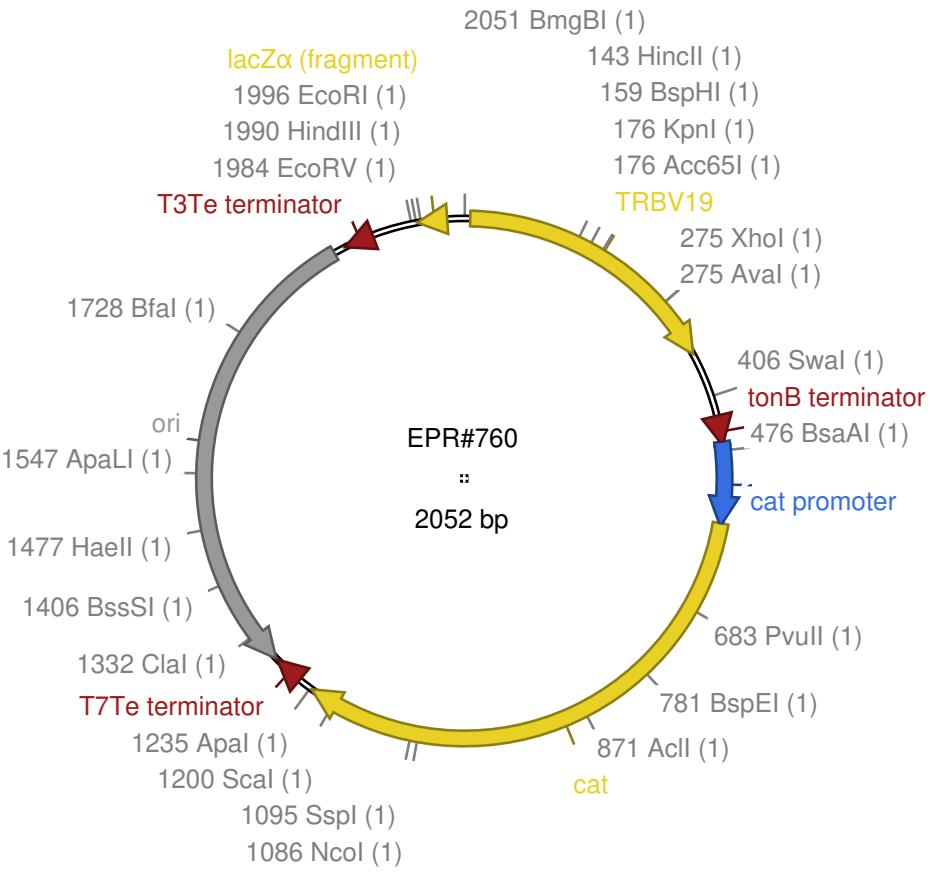 2051 BmgBI (1)
lacZα (fragment)
143 HincII (1)
1996 EcoRI (1)
159 BspHI (1)
1990 HindIII (1)
176 KpnI (1)
1984 EcoRV (1)
176 Acc65I (1)
T3Te terminator
TRBV19
275 XhoI (1)
275 AvaI (1)
1728 BfaI (1)
406 SwaI (1)
tonB terminator
ori
476 BsaAI (1)
EPR#760
1547 ApaLI (1)
cat promoter
2052 bp
1477 HaeII (1)
1406 BssSI (1)
683 PvuII (1)
1332 ClaI (1)
T7Te terminator
781 BspEI (1)
1235 ApaI (1)
871 AclI (1)
1200 ScaI (1)
cat
1095 SspI (1)
1086 NcoI (1)